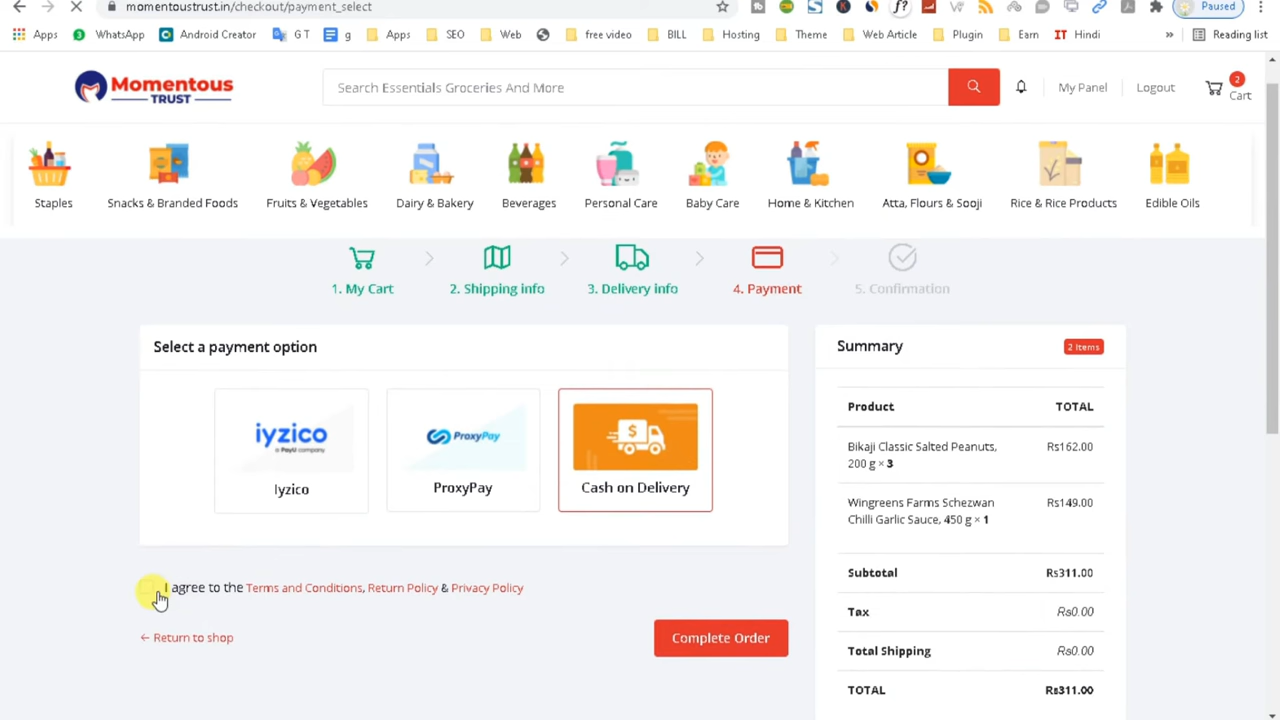 momentoustrust.in/checkout/payment_select
Paused
Apps WhatsApp Android Creator G T g Apps SEO Web free video BILL Hosting Theme Web Article Plugin Earn IT Hindi » Reading list
Momentous
TRUST
Search Essentials Groceries And More
My Panel
Logout
2
Cart
Staples
Snacks & Branded Foods
Fruits & Vegetables
Dairy & Bakery
Beverages
Personal Care
Baby Care
Home & Kitchen
Atta, Flours & Sooji
Rice & Rice Products
Edible Oils
1. My Cart
2. Shipping info
3. Delivery info
4. Payment
5. Confirmation
Select a payment option
iyzico
a PayU company
Iyzico
ProxyPay
ProxyPay
$
Cash on Delivery
I agree to the Terms and Conditions, Return Policy & Privacy Policy
← Return to shop
Complete Order
Summary
2 Items
Product TOTAL
Bikaji Classic Salted Peanuts, Rs162.00
200 g × 3
Wingreens Farms Schezwan Rs149.00
Chilli Garlic Sauce, 450 g × 1
Subtotal Rs311.00
Tax Rs0.00
Total Shipping Rs0.00
TOTAL Rs311.00